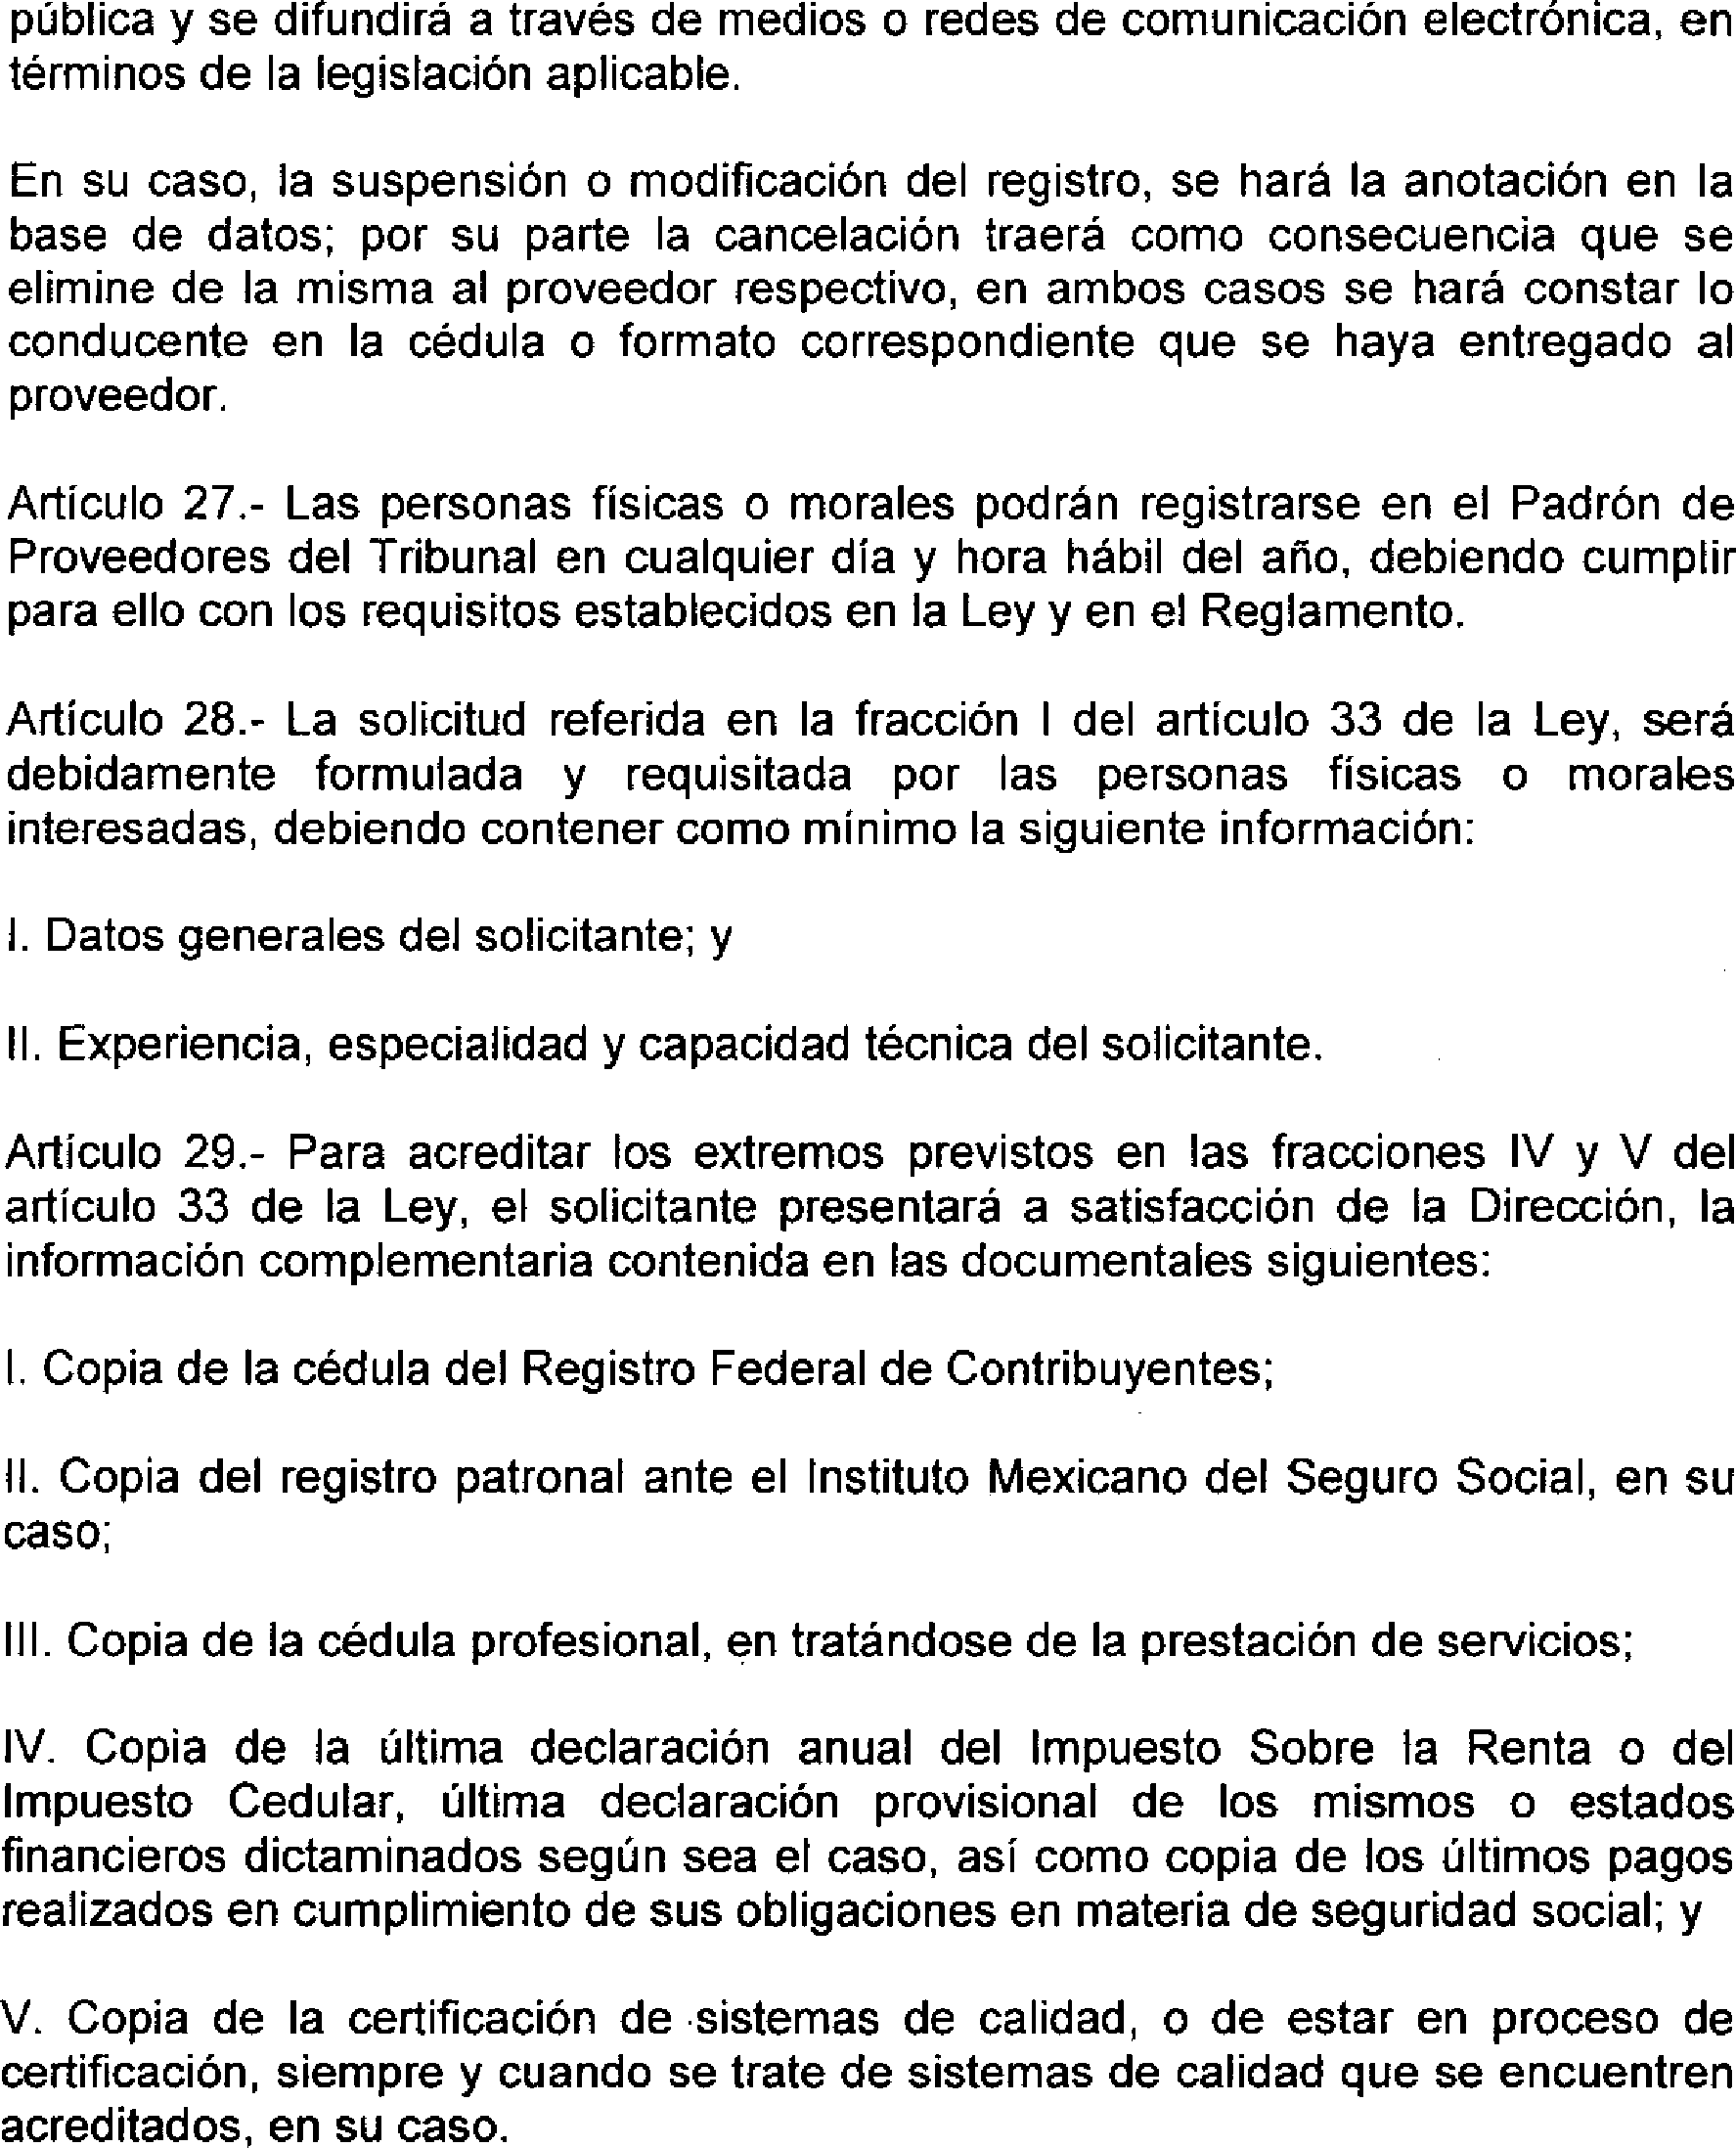 pública y se difundirá a través de medios o redes de comunicación electrónica, en
términos de la legislación aplicable.
En su caso, la suspensión o modificación del registro, se hará la anotación en la
base de datos; por su parte la cancelación traerá como consecuencia que se
elimine de la misma al proveedor respectivo, en ambos casos se hará constar lo
conducente en la cédula o formato correspondiente que se haya entregado al
proveedor.
Artículo 27.- Las personas físicas o morales podrán registrarse en el Padrón de
Proveedores del Tribunal en cualquier día y hora hábil del año, debiendo cumplir
para ello con los requisitos establecidos en la Ley y en el Reglamento.
Artículo 28.- La solicitud referida en la fracción I del artículo 33 de la Ley, será
debidamente formulada y requisitada por las personas físicas o morales
interesadas, debiendo contener como mínimo la siguiente información:
I. Datos generales del solicitante; y
II. Experiencia, especialidad y capacidad técnica del solicitante.
Artículo 29.- Para acreditar los extremos previstos en las fracciones IV y V del
artículo 33 de la Ley, el solicitante presentará a satisfacción de la Dirección, la
información complementaria contenida en las documentales siguientes:
I. Copia de la cédula del Registro Federal de Contribuyentes;
II. Copia del registro patronal ante el Instituto Mexicano del Seguro Social, en su
caso;
III. Copia de la cédula profesional, en tratándose de la prestación de servicios;
IV. Copia de la última declaración anual del Impuesto Sobre la Renta o del
Impuesto Cedular, última declaración provisional de los mismos o estados
financieros dictaminados según sea el caso, así como copia de los últimos pagos
realizados en cumplimiento de sus obligaciones en materia de seguridad social; y
V. Copia de la certificación de sistemas de calidad, o de estar en proceso de
certificación, siempre y cuando se trate de sistemas de calidad que se encuentren
acreditados, en su caso.